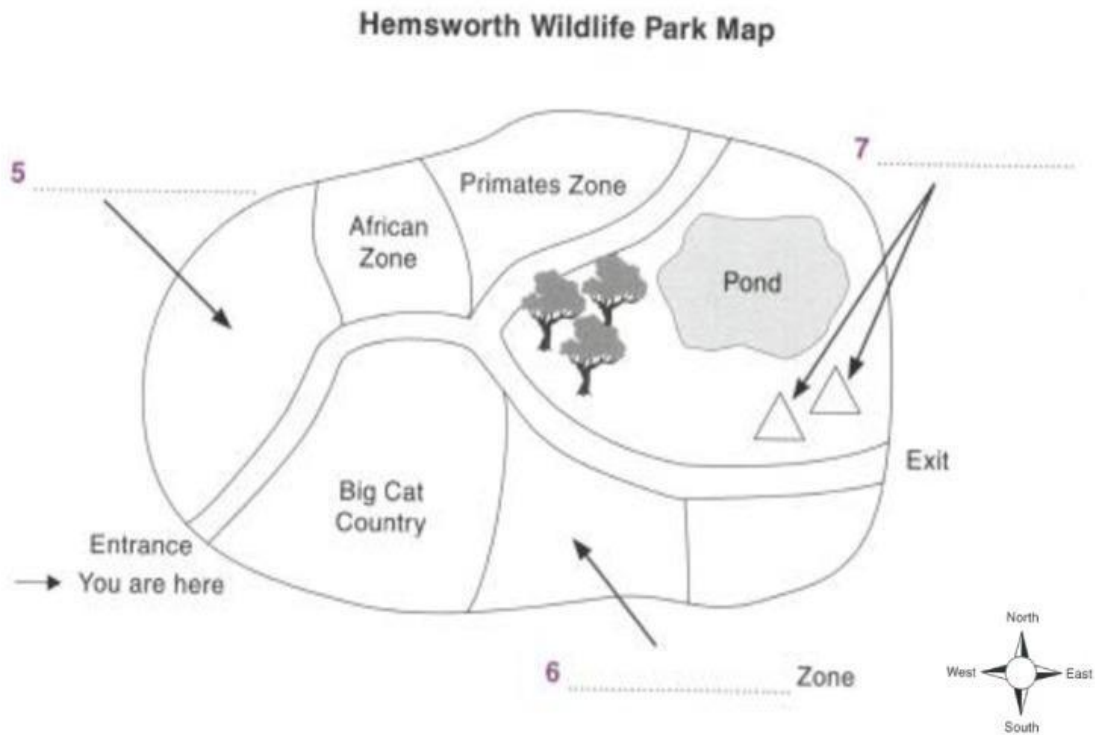 Hemsworth Wildlife Park Map
5
7
Primates Zone
African
Zone
Pond
Exit
Big Cat
Country
Entrance
You are here
6 Zone
North
West
East
South